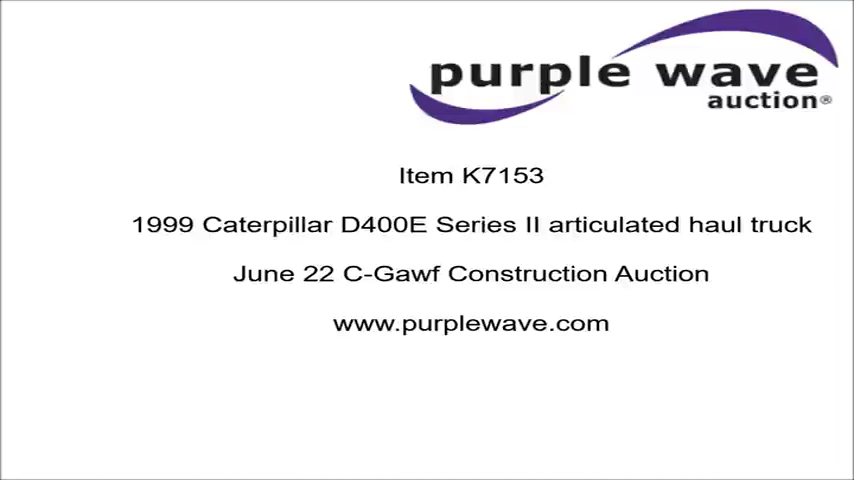 purple wave
auction®
Item K7153
1999 Caterpillar D400E Series II articulated haul truck
June 22 C-Gawf Construction Auction
www.purplewave.com